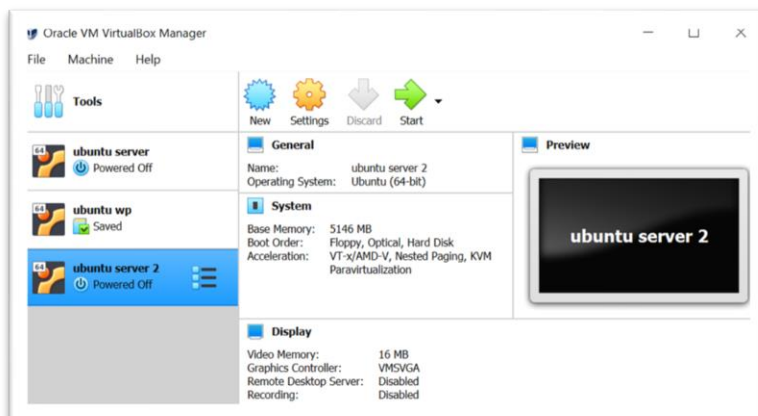 Oracle VM VirtualBox Manager
File Machine Help
Tools
New Settings Discard Start
64
ubuntu server
Powered Off
64
ubuntu wp
Saved
64
ubuntu server 2
Powered Off
General
Name: ubuntu server 2
Operating System: Ubuntu (64-bit)
System
Base Memory: 5146 MB
Boot Order: Floppy, Optical, Hard Disk
Acceleration: VT-x/AMD-V, Nested Paging, KVM
Paravirtualization
Preview
ubuntu server 2
Display
Video Memory: 16 MB
Graphics Controller: VMSVGA
Remote Desktop Server: Disabled
Recording: Disabled